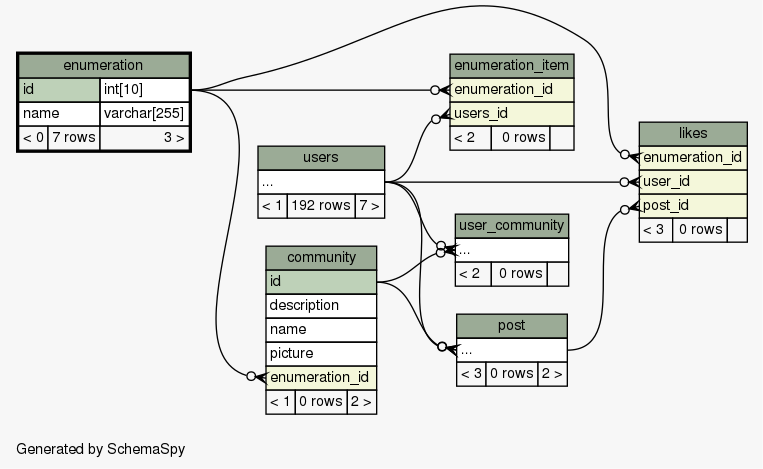 enumeration
id int[10]
name varchar[255]
< 0 7 rows 3 >
enumeration_item
enumeration_id
users_id
< 2 0 rows
likes
enumeration_id
user_id
post_id
< 3 0 rows
users
...
< 1 192 rows 7 >
user_community
...
< 2 0 rows
community
id
description
name
picture
enumeration_id
< 1 0 rows 2 >
post
...
< 3 0 rows 2 >
Generated by SchemaSpy